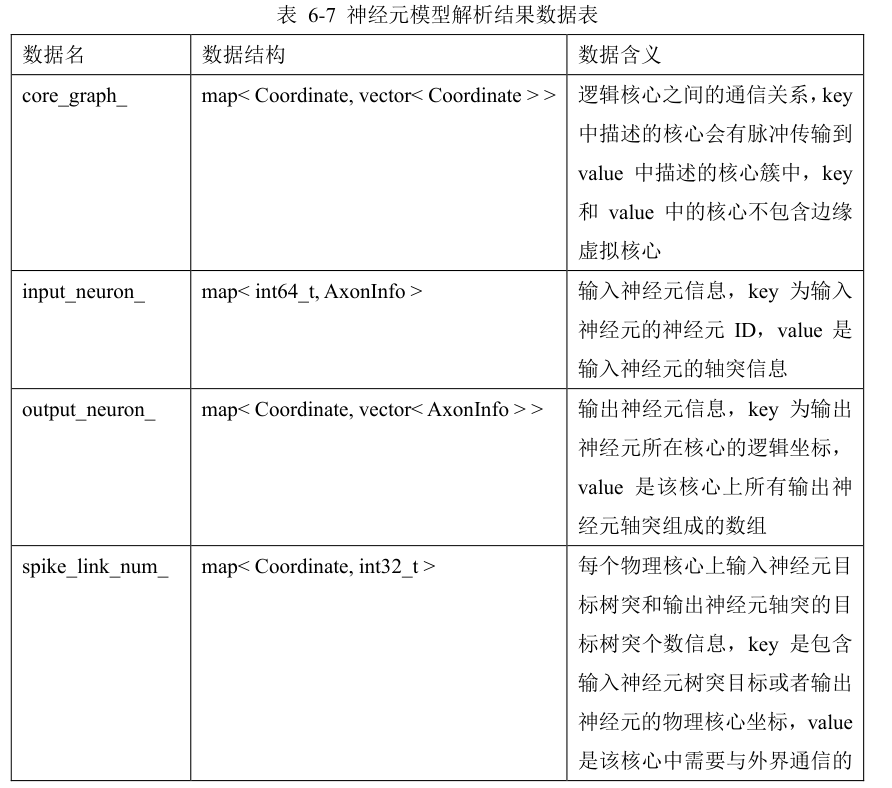 表 6-7 神经元模型解析结果数据表
数据名 数据结构 数据含义
core_graph_ map< Coordinate, vector< Coordinate > > 逻辑核心之间的通信关系，key
中描述的核心会有脉冲传输到
value 中描述的核心簇中，key
和 value 中的核心不包含边缘
虚拟核心
input_neuron_ map< int64_t, AxonInfo > 输入神经元信息，key 为输入
神经元的神经元 ID，value 是
输入神经元的轴突信息
output_neuron_ map< Coordinate, vector< AxonInfo > > 输出神经元信息，key 为输出
神经元所在核心的逻辑坐标，
value 是该核心上所有输出神
经元轴突组成的数组
spike_link_num_ map< Coordinate, int32_t > 每个物理核心上输入神经元目
标树突和输出神经元轴突的目
标树突个数信息，key 是包含
输入神经元树突目标或者输出
神经元的物理核心坐标，value
是该核心中需要与外界通信的